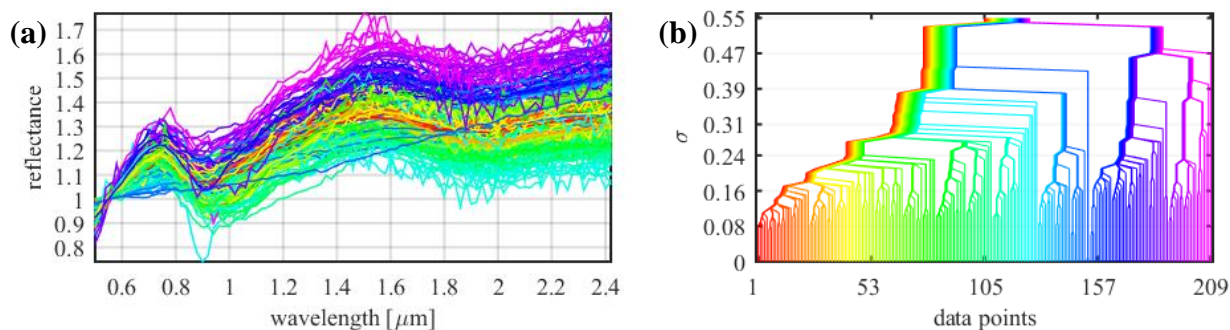 (a)
reflectance
1.7
1.6
1.5
1.4
1.3
1.2
1.1
1
0.9
0.8
0.6 0.8 1 1.2 1.4 1.6 1.8 2 2.2 2.4
wavelength [μm]
(b)
σ
0.55
0.47
0.39
0.31
0.24
0.16
0.08
0
1 53 105 157 209
data points